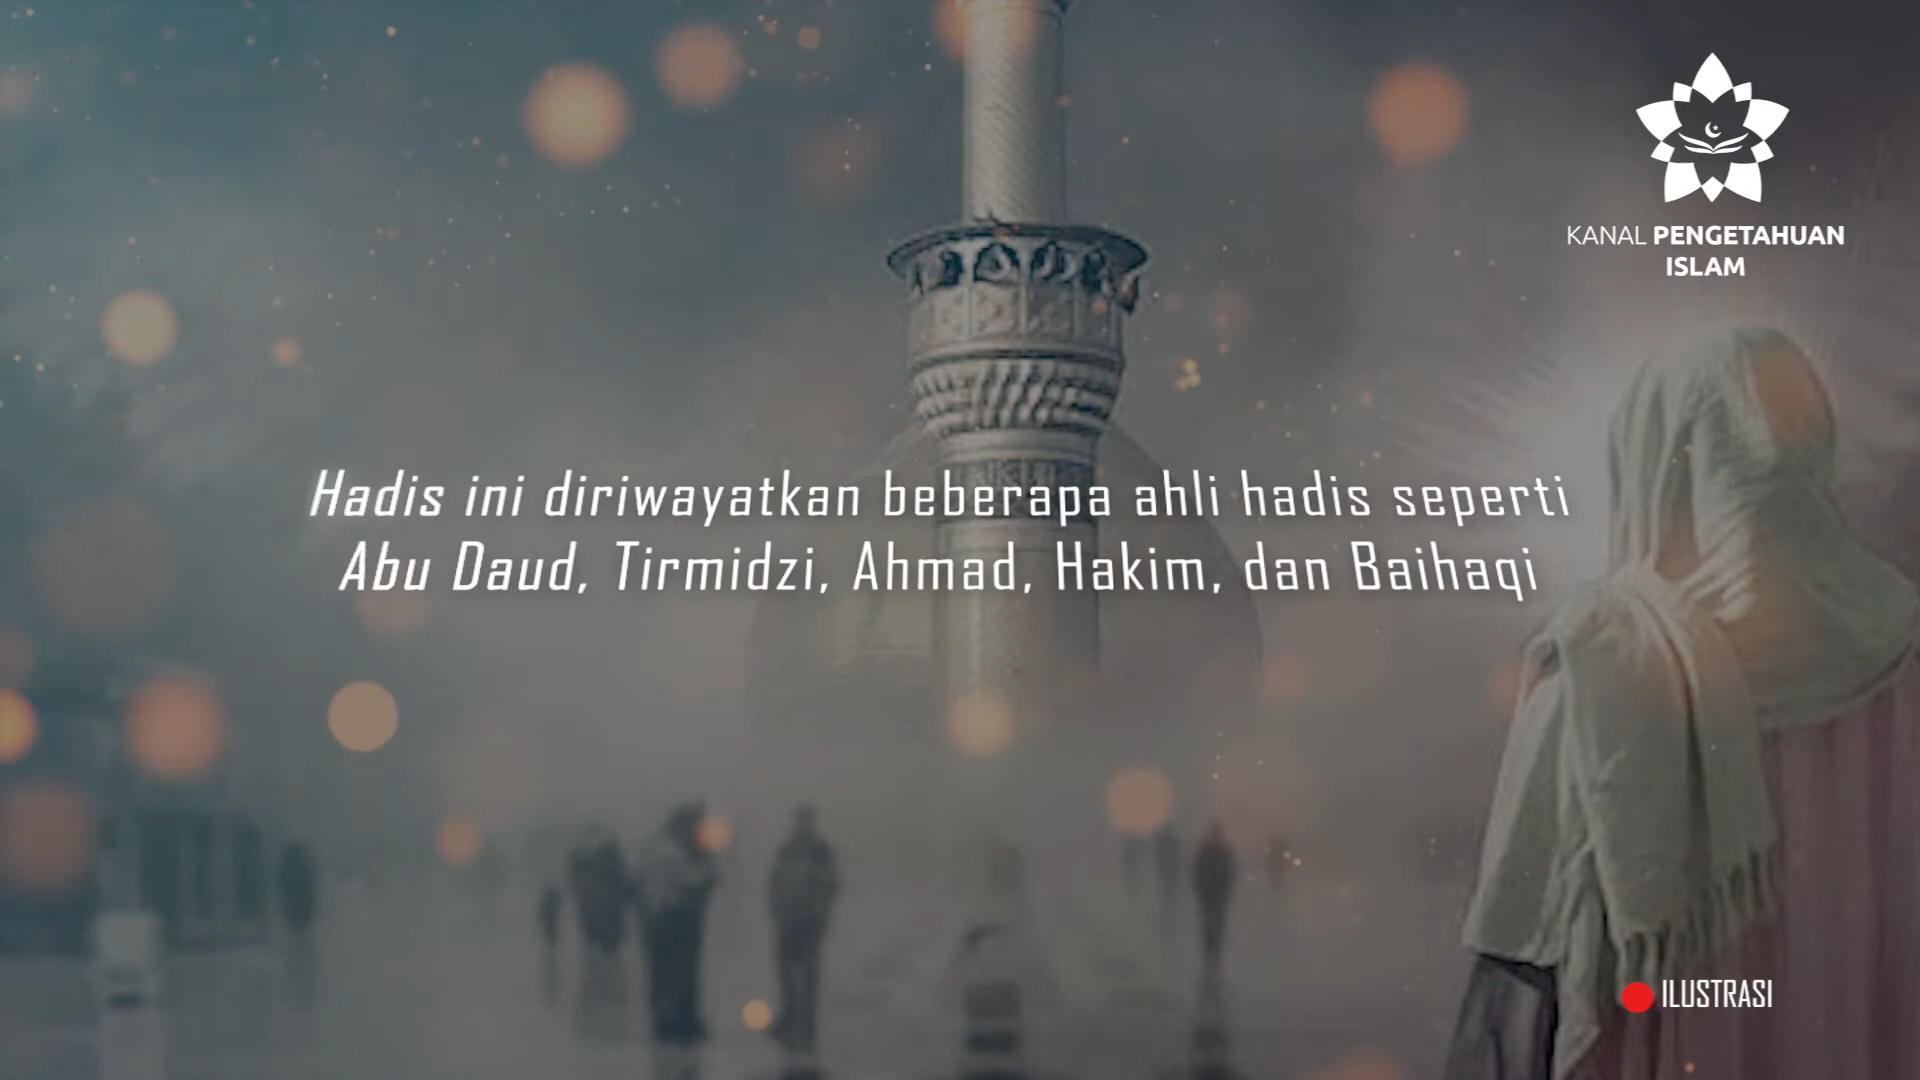 KANAL PENGETAHUAN
ISLAM
Hadis ini diriwayatkan beberapa ahli hadis seperti
Abu Daud, Tirmidzi, Ahmad, Hakim, dan Baihaqi
ILUSTRASI